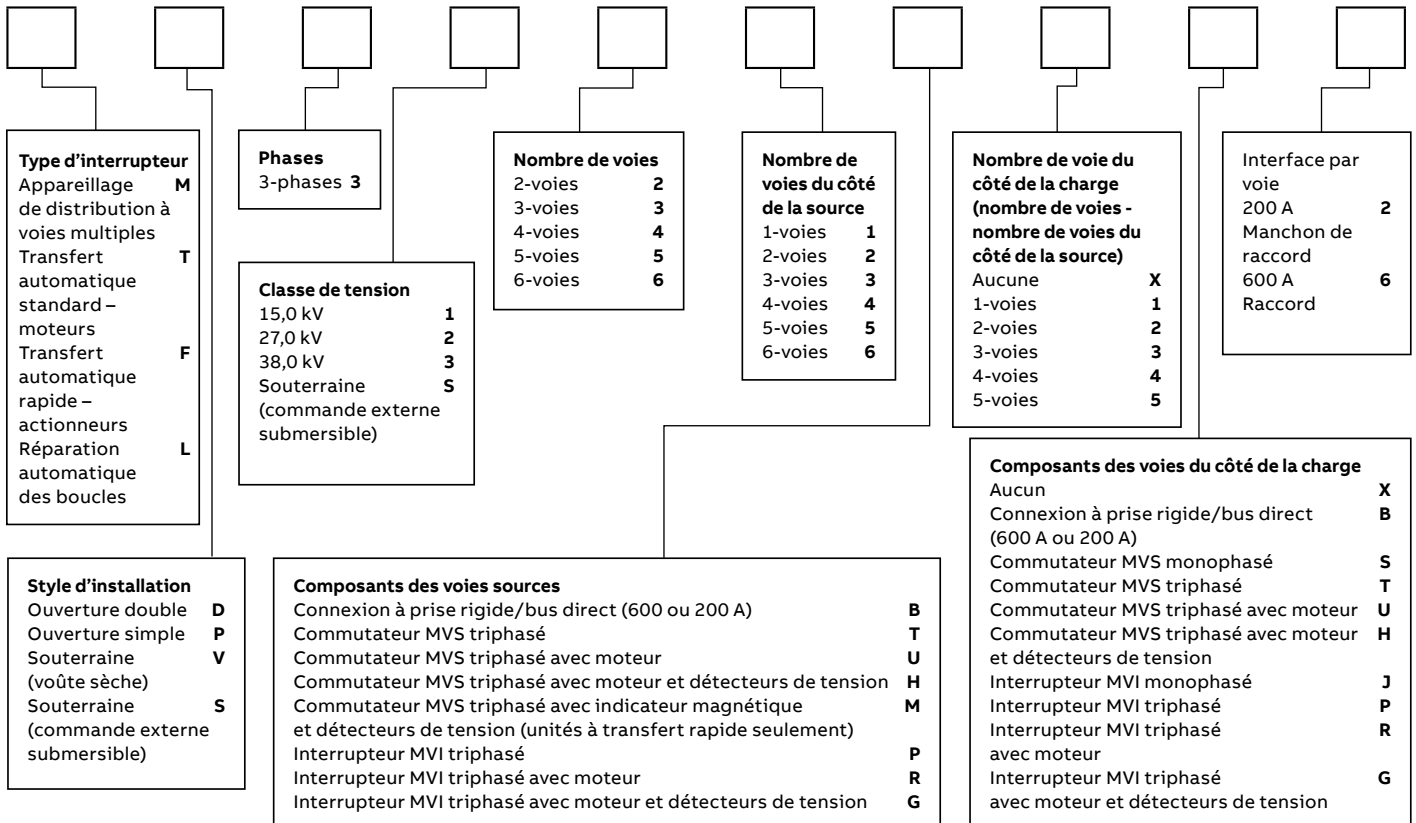 Type d'interrupteur
Appareillage M
de distribution à
voies multiples
Transfert T
automatique
standard –
moteurs
Transfert F
automatique
rapide –
actionneurs
Réparation L
automatique
des boucles
Phases
3-phases 3
Classe de tension
15,0 kV 1
27,0 kV 2
38,0 kV 3
Souterraine S
(commande externe
submersible)
Nombre de voies
2-voies 2
3-voies 3
4-voies 4
5-voies 5
6-voies 6
Nombre de
voies du côté
de la source
1-voies 1
2-voies 2
3-voies 3
4-voies 4
5-voies 5
6-voies 6
Nombre de voie du
côté de la charge
(nombre de voies -
nombre de voies du
côté de la source)
Aucune X
1-voies 1
2-voies 2
3-voies 3
4-voies 4
5-voies 5
Interface par
voie
200 A 2
Manchon de
raccord
600 A 6
Raccord
Style d'installation
Ouverture double D
Ouverture simple P
Souterraine V
(voûte sèche)
Souterraine S
(commande externe
submersible)
Composants des voies sources
Connexion à prise rigide/bus direct (600 ou 200 A) B
Commutateur MVS triphasé T
Commutateur MVS triphasé avec moteur U
Commutateur MVS triphasé avec moteur et détecteurs de tension H
Commutateur MVS triphasé avec indicateur magnétique M
et détecteurs de tension (unités à transfert rapide seulement)
Interrupteur MVI triphasé P
Interrupteur MVI triphasé avec moteur R
Interrupteur MVI triphasé avec moteur et détecteurs de tension G
Composants des voies du côté de la charge
Aucun X
Connexion à prise rigide/bus direct B
(600 A ou 200 A)
Commutateur MVS monophasé S
Commutateur MVS triphasé T
Commutateur MVS triphasé avec moteur U
Commutateur MVS triphasé avec moteur H
et détecteurs de tension
Interrupteur MVI monophasé J
Interrupteur MVI triphasé P
Interrupteur MVI triphasé R
avec moteur
Interrupteur MVI triphasé G
avec moteur et détecteurs de tension